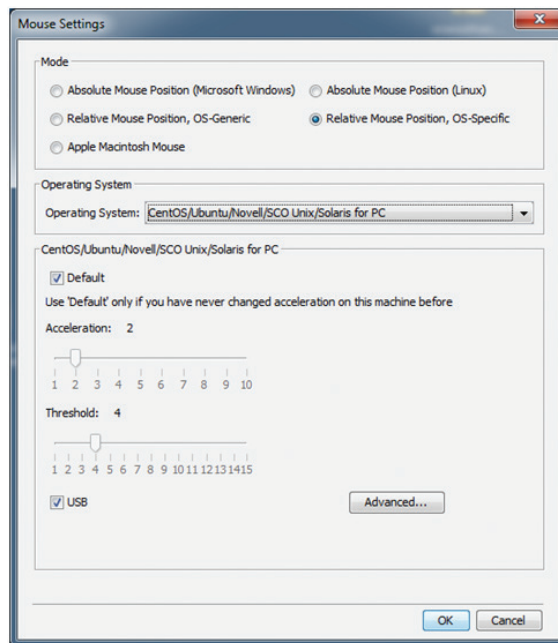 Mouse Settings
Mode
Absolute Mouse Position (Microsoft Windows) Absolute Mouse Position (Linux)
Relative Mouse Position, OS-Generic Relative Mouse Position, OS-Specific
Apple Macintosh Mouse
Operating System
Operating System: CentOS/Ubuntu/Novell/SCO Unix/Solaris for PC
CentOS/Ubuntu/Novell/SCO Unix/Solaris for PC
Default
Use 'Default' only if you have never changed acceleration on this machine before
Acceleration: 2
1 2 3 4 5 6 7 8 9 10
Threshold: 4
1 2 3 4 5 6 7 8 9 10 11 12 13 14 15
USB Advanced...
OK Cancel